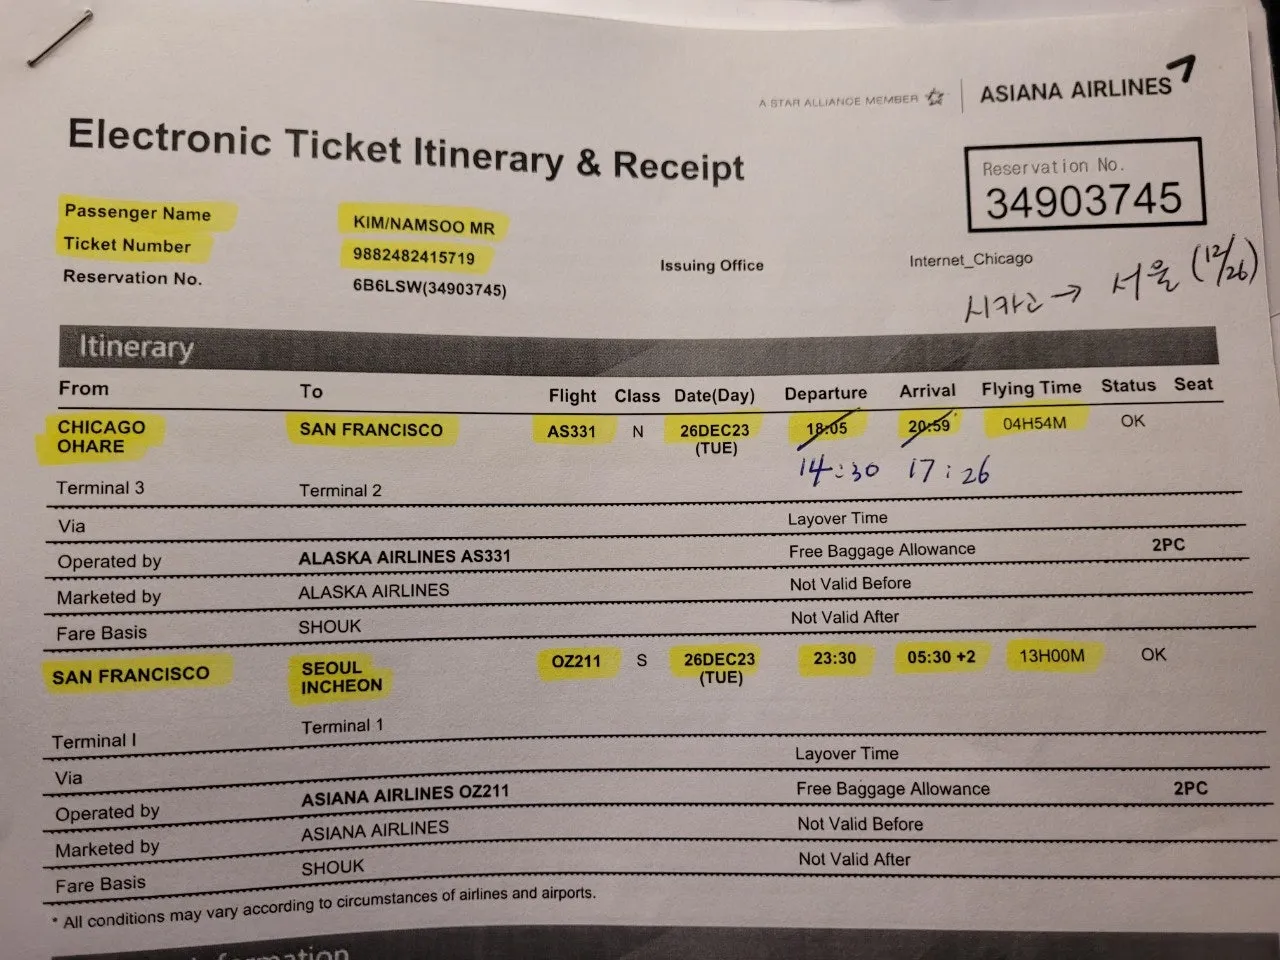 A STAR ALLIANCE MEMBER ASIANA AIRLINES
Electronic Ticket Itinerary & Receipt
Reservation No.
34903745
Passenger Name KIM/NAMSOO MR
Ticket Number 9882482415719
Reservation No. 6B6LSW(34903745) Issuing Office Internet_Chicago
시카고 → 서울 (12/26)
Itinerary
From To Flight Class Date(Day) Departure Arrival Flying Time Status Seat
CHICAGO OHARE SAN FRANCISCO AS331 N 26DEC23 (TUE) 18:05 20:59 04H54M OK
14:30 17:26
Terminal 3 Terminal 2
Via Layover Time
Operated by ALASKA AIRLINES AS331 Free Baggage Allowance 2PC
Marketed by ALASKA AIRLINES Not Valid Before
Fare Basis SHOUK Not Valid After
SAN FRANCISCO SEOUL INCHEON OZ211 S 26DEC23 (TUE) 23:30 05:30 +2 13H00M OK
Terminal I Terminal 1
Via Layover Time
Operated by ASIANA AIRLINES OZ211 Free Baggage Allowance 2PC
Marketed by ASIANA AIRLINES Not Valid Before
Fare Basis SHOUK Not Valid After
* All conditions may vary according to circumstances of airlines and airports.